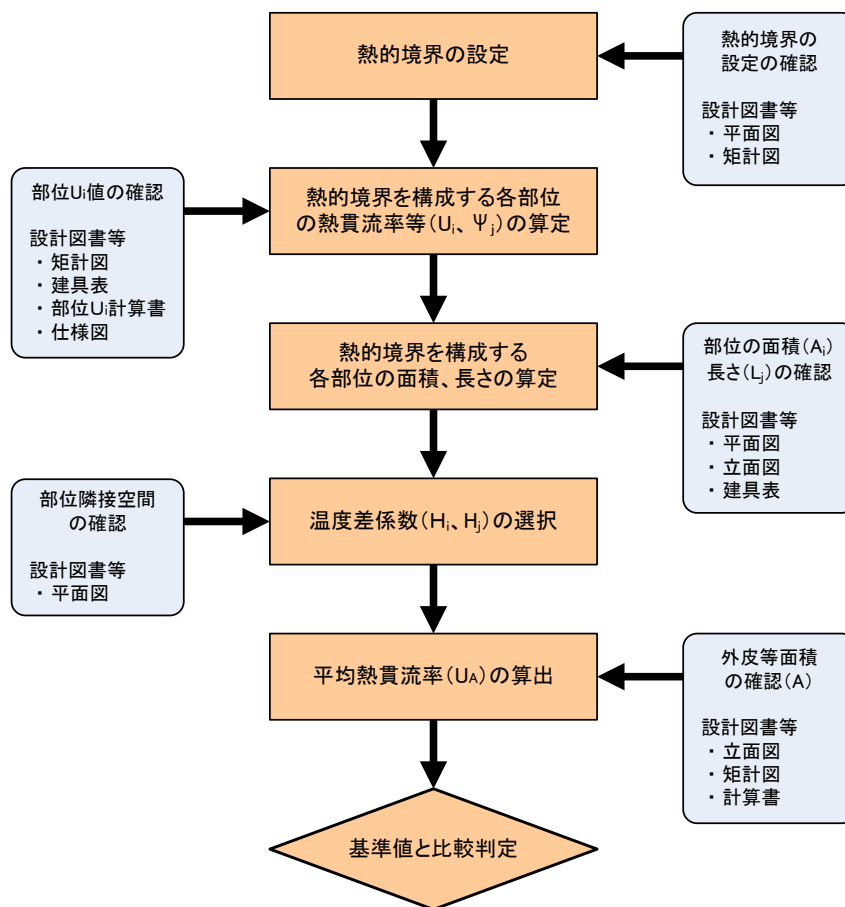 熱的境界の設定
熱的境界の
設定の確認
設計図書等
・平面図
・矩計図
部位Ui値の確認
設計図書等
・矩計図
・建具表
・部位Ui計算書
・仕様図
熱的境界を構成する各部位
の熱貫流率等(Ui、Ψj)の算定
熱的境界を構成する
各部位の面積、長さの算定
部位の面積(Ai)
長さ(Lj)の確認
設計図書等
・平面図
・立面図
・建具表
部位隣接空間
の確認
設計図書等
・平面図
温度差係数(Hi、Hj)の選択
平均熱貫流率(UA)の算出
外皮等面積
の確認(A)
設計図書等
・立面図
・矩計図
・計算書
基準値と比較判定